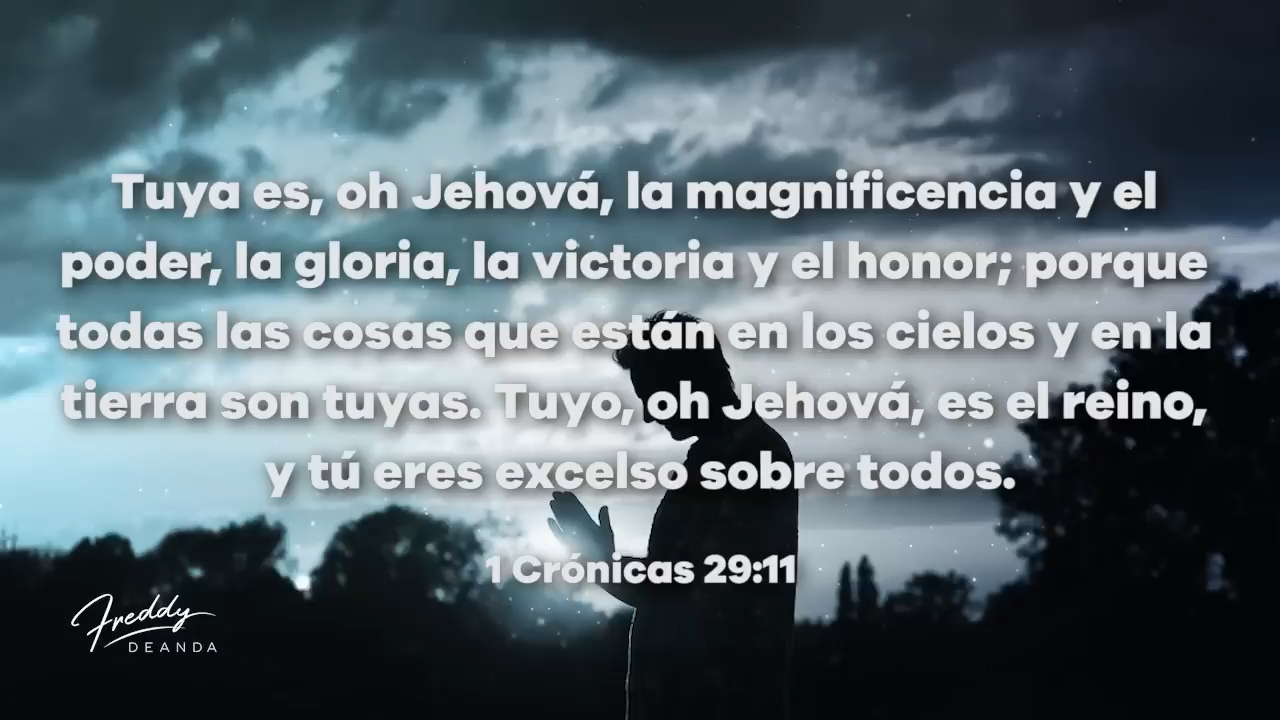 Tuya es, oh Jehová, la magnificencia y el
poder, la gloria, la victoria y el honor; porque
todas las cosas que están en los cielos y en la
tierra son tuyas. Tuyo, oh Jehová, es el reino,
y tú eres excelso sobre todos.
1 Crónicas 29:11
Freddy
DEANDA